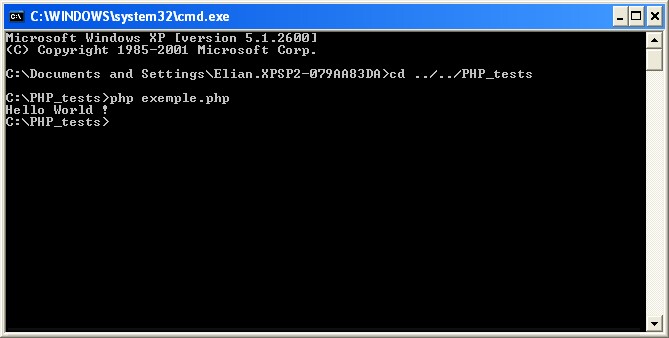 C:\WINDOWS\system32\cmd.exe
Microsoft Windows XP [version 5.1.2600]
(C) Copyright 1985-2001 Microsoft Corp.
C:\Documents and Settings\Elian.XPSP2-079AA83DA>cd ../../PHP_tests
C:\PHP_tests>php exemple.php
Hello World !
C:\PHP_tests>